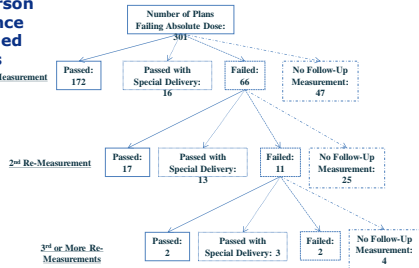 rson
nce
ned
s
Number of Plans
Failing Absolute Dose:
301
Measurement
Passed:
172
Passed with
Special Delivery:
16
Failed:
66
No Follow-Up
Measurement:
47
2nd Re-Measurement
Passed:
17
Passed with
Special Delivery:
13
Failed:
11
No Follow-Up
Measurement:
25
3rd or More Re-
Measurements
Passed:
2
Passed with
Special Delivery: 3
Failed:
2
No Follow-Up
Measurement:
4